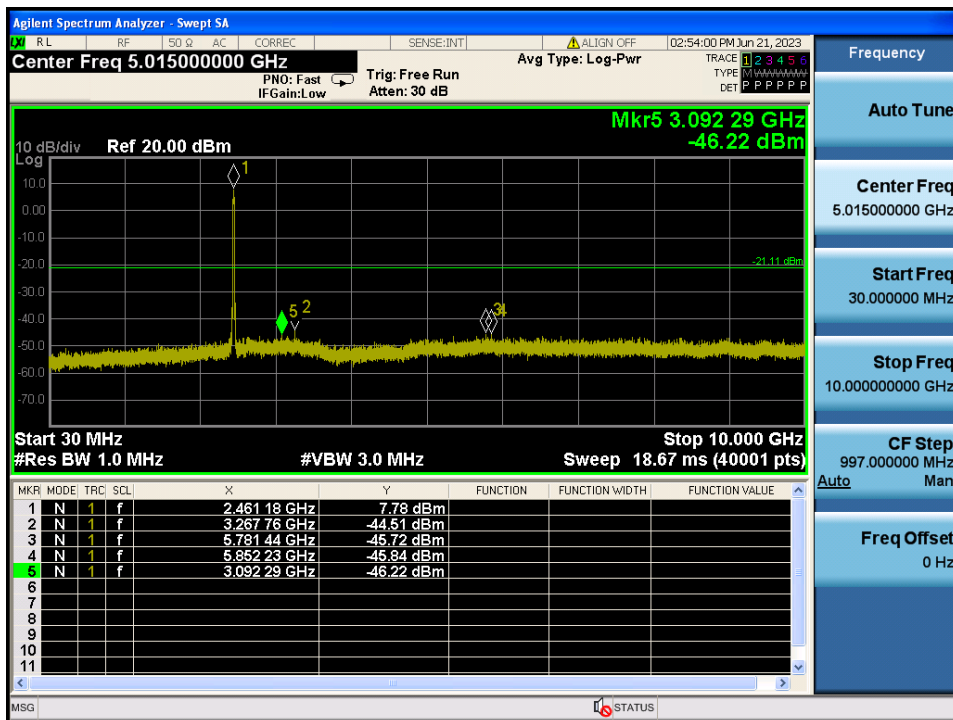 Agilent Spectrum Analyzer - Swept SA
LXI RL RF 50 Ω AC CORREC SENSE:INT ALIGN OFF 02:54:00 PM Jun 21, 2023
Center Freq 5.015000000 GHz
PNO: Fast
IFGain:Low
Trig: Free Run
Atten: 30 dB
Avg Type: Log-Pwr
TRACE 1 2 3 4 5 6
TYPE M
DET P P P P P P
Mkr5 3.092 29 GHz
-46.22 dBm
10 dB/div Ref 20.00 dBm
Log
10.0
0.00
-10.0
-20.0
-30.0
-40.0
-50.0
-60.0
-70.0
1
-21.11 dBm
5 2
3 4
Start 30 MHz Stop 10.000 GHz
#Res BW 1.0 MHz #VBW 3.0 MHz Sweep 18.67 ms (40001 pts)
MKR MODE TRC SCL X Y FUNCTION FUNCTION WIDTH FUNCTION VALUE
1 N 1 f 2.461 18 GHz 7.78 dBm
2 N 1 f 3.267 76 GHz -44.51 dBm
3 N 1 f 5.781 44 GHz -45.72 dBm
4 N 1 f 5.852 23 GHz -45.84 dBm
5 N 1 f 3.092 29 GHz -46.22 dBm
6
7
8
9
10
11
MSG STATUS
Frequency
Auto Tune
Center Freq
5.015000000 GHz
Start Freq
30.000000 MHz
Stop Freq
10.000000000 GHz
CF Step
997.000000 MHz
Auto Man
Freq Offset
0 Hz